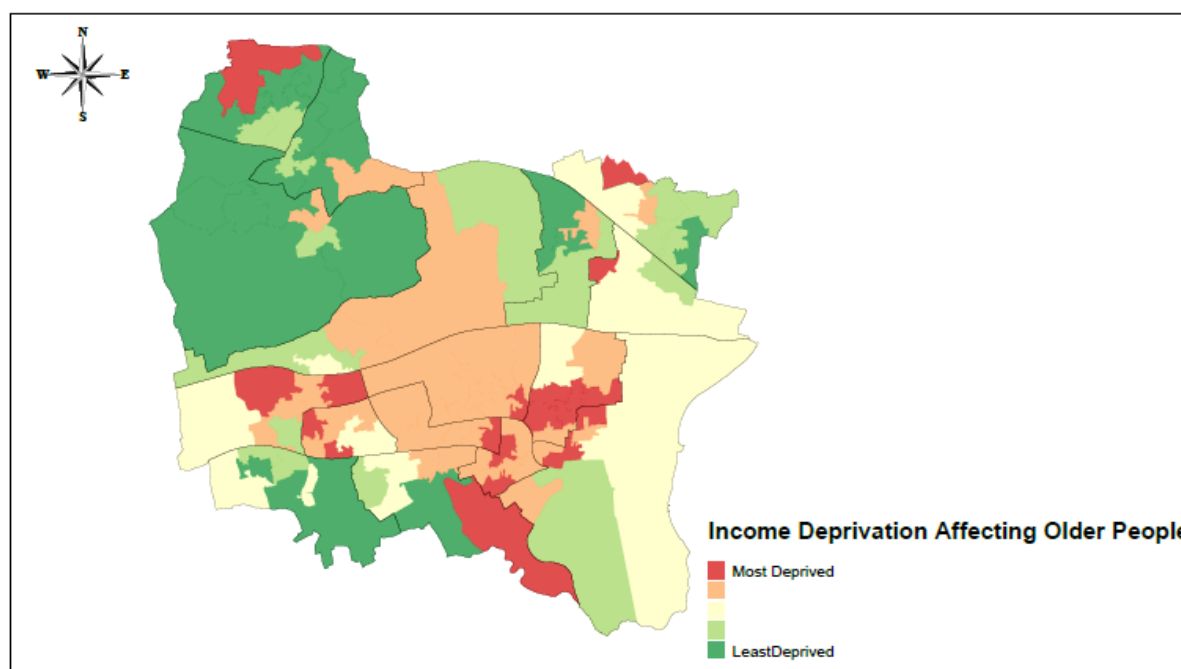 N
W E
S
Income Deprivation Affecting Older People
Most Deprived
LeastDeprived